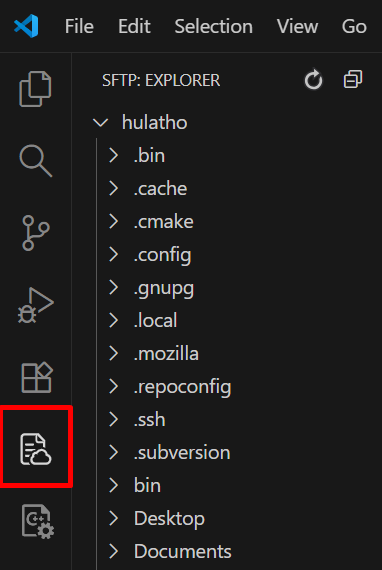 File Edit Selection View Go
SFTP: EXPLORER
hulatho
.bin
.cache
.cmake
.config
.gnupg
.local
.mozilla
.repoconfig
.ssh
.subversion
bin
Desktop
Documents
C++